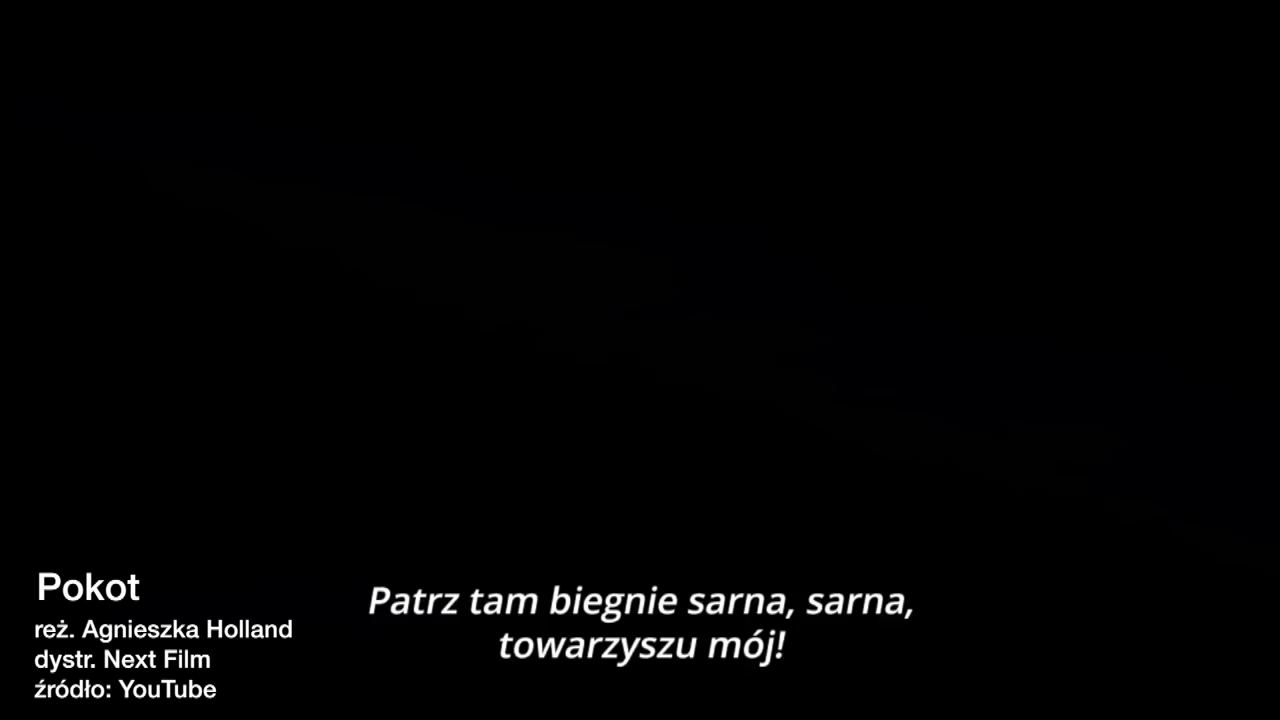 Pokot
reż. Agnieszka Holland
dystr. Next Film
źródło: YouTube
Patrz tam biegnie sarna, sarna,
towarzyszu mój!